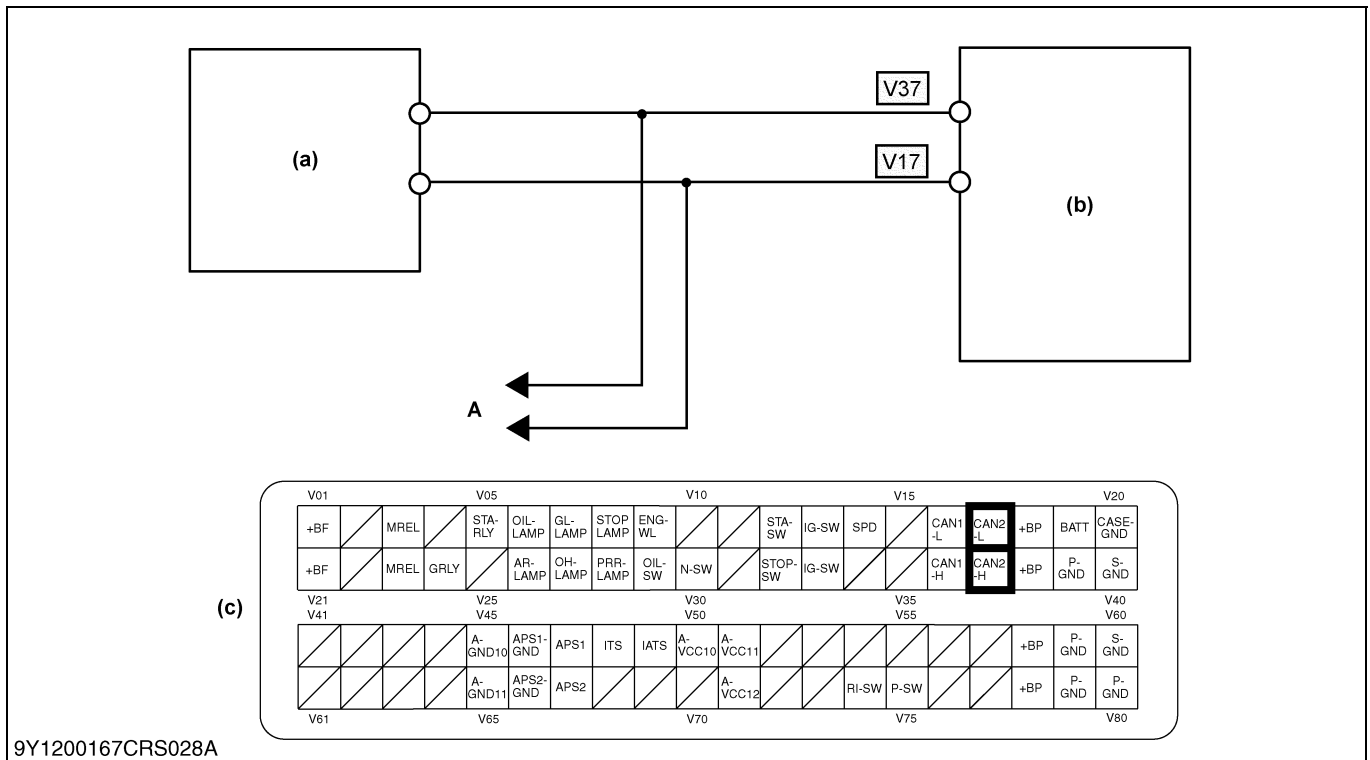 V37
(a)
V17
(b)
A
V01 V05 V10 V15 V20
+BF MREL STA-RLY OIL-LAMP GL-LAMP STOP LAMP ENG-WL STA-SW IG-SW SPD CAN1-L CAN2-L +BP BATT CASE-GND
+BF MREL GRLY AR-LAMP OH-LAMP PRR-LAMP OIL-SW N-SW STOP-SW IG-SW CAN1-H CAN2-H +BP P-GND S-GND
(c)
V21 V25 V30 V35 V40
V41 V45 V50 V55 V60
A-GND10 APS1-GND APS1 ITS IATS A-VCC10 A-VCC11 +BP P-GND S-GND
A-GND11 APS2-GND APS2 A-VCC12 RI-SW P-SW +BP P-GND P-GND
V61 V65 V70 V75 V80
9Y1200167CRS028A